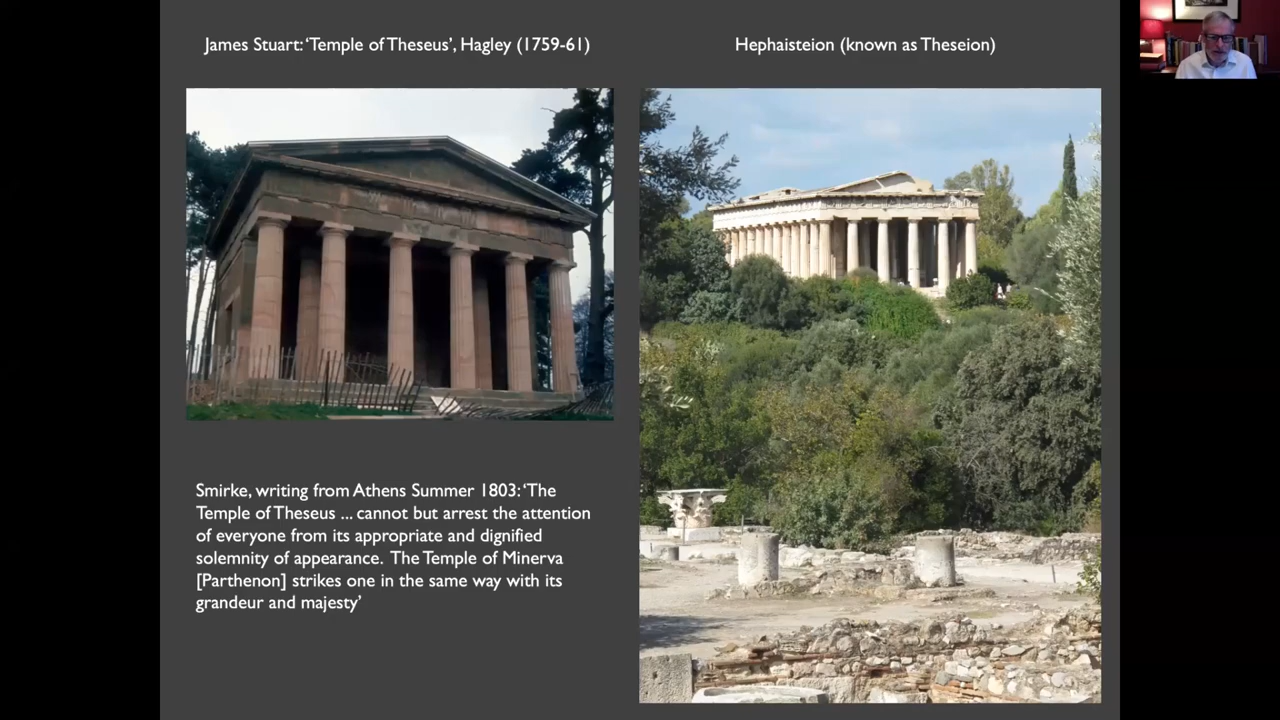 James Stuart: ‘Temple of Theseus’, Hagley (1759-61)
Hephaisteion (known as Theseion)
Smirke, writing from Athens Summer 1803: ‘The
Temple of Theseus ... cannot but arrest the attention
of everyone from its appropriate and dignified
solemnity of appearance. The Temple of Minerva
[Parthenon] strikes one in the same way with its
grandeur and majesty’